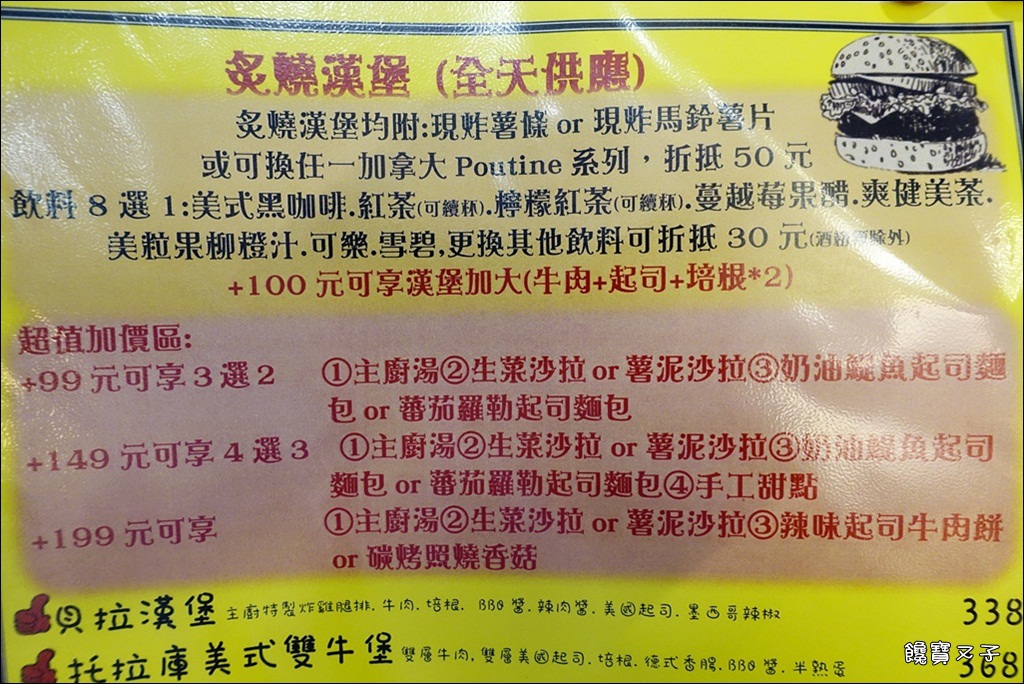 炙燒漢堡 (全天供應)
炙燒漢堡均附:現炸薯條 or 現炸馬鈴薯片
或可換任一加拿大 Poutine 系列，折抵 50 元
飲料 8 選 1:美式黑咖啡.紅茶(可續杯).檸檬紅茶(可續杯).蔓越莓果醋.爽健美茶.
美粒果柳橙汁.可樂.雪碧,更換其他飲料可折抵 30 元(酒精 除外)
+100 元可享漢堡加大(牛肉+起司+培根*2)
超值加價區:
+99 元可享 3 選 2 ①主廚湯②生菜沙拉 or 薯泥沙拉③奶油鯷魚起司麵
包 or 蕃茄羅勒起司麵包
+149 元可享 4 選 3 ①主廚湯②生菜沙拉 or 薯泥沙拉③奶油鯷魚起司
麵包 or 蕃茄羅勒起司麵包④手工甜點
+199 元可享 ①主廚湯②生菜沙拉 or 薯泥沙拉③辣味起司牛肉餅
or 碳烤照燒香菇
貝拉漢堡 主廚特製炸雞腿排. 牛肉. 培根. BBQ 醬. 辣肉醬. 美國起司. 墨西哥辣椒 338
托拉庫美式雙牛堡 雙層牛肉, 雙層美國起司. 培根. 德式香腸. BBQ 醬. 半熟蛋 368
饞寶ㄡ子